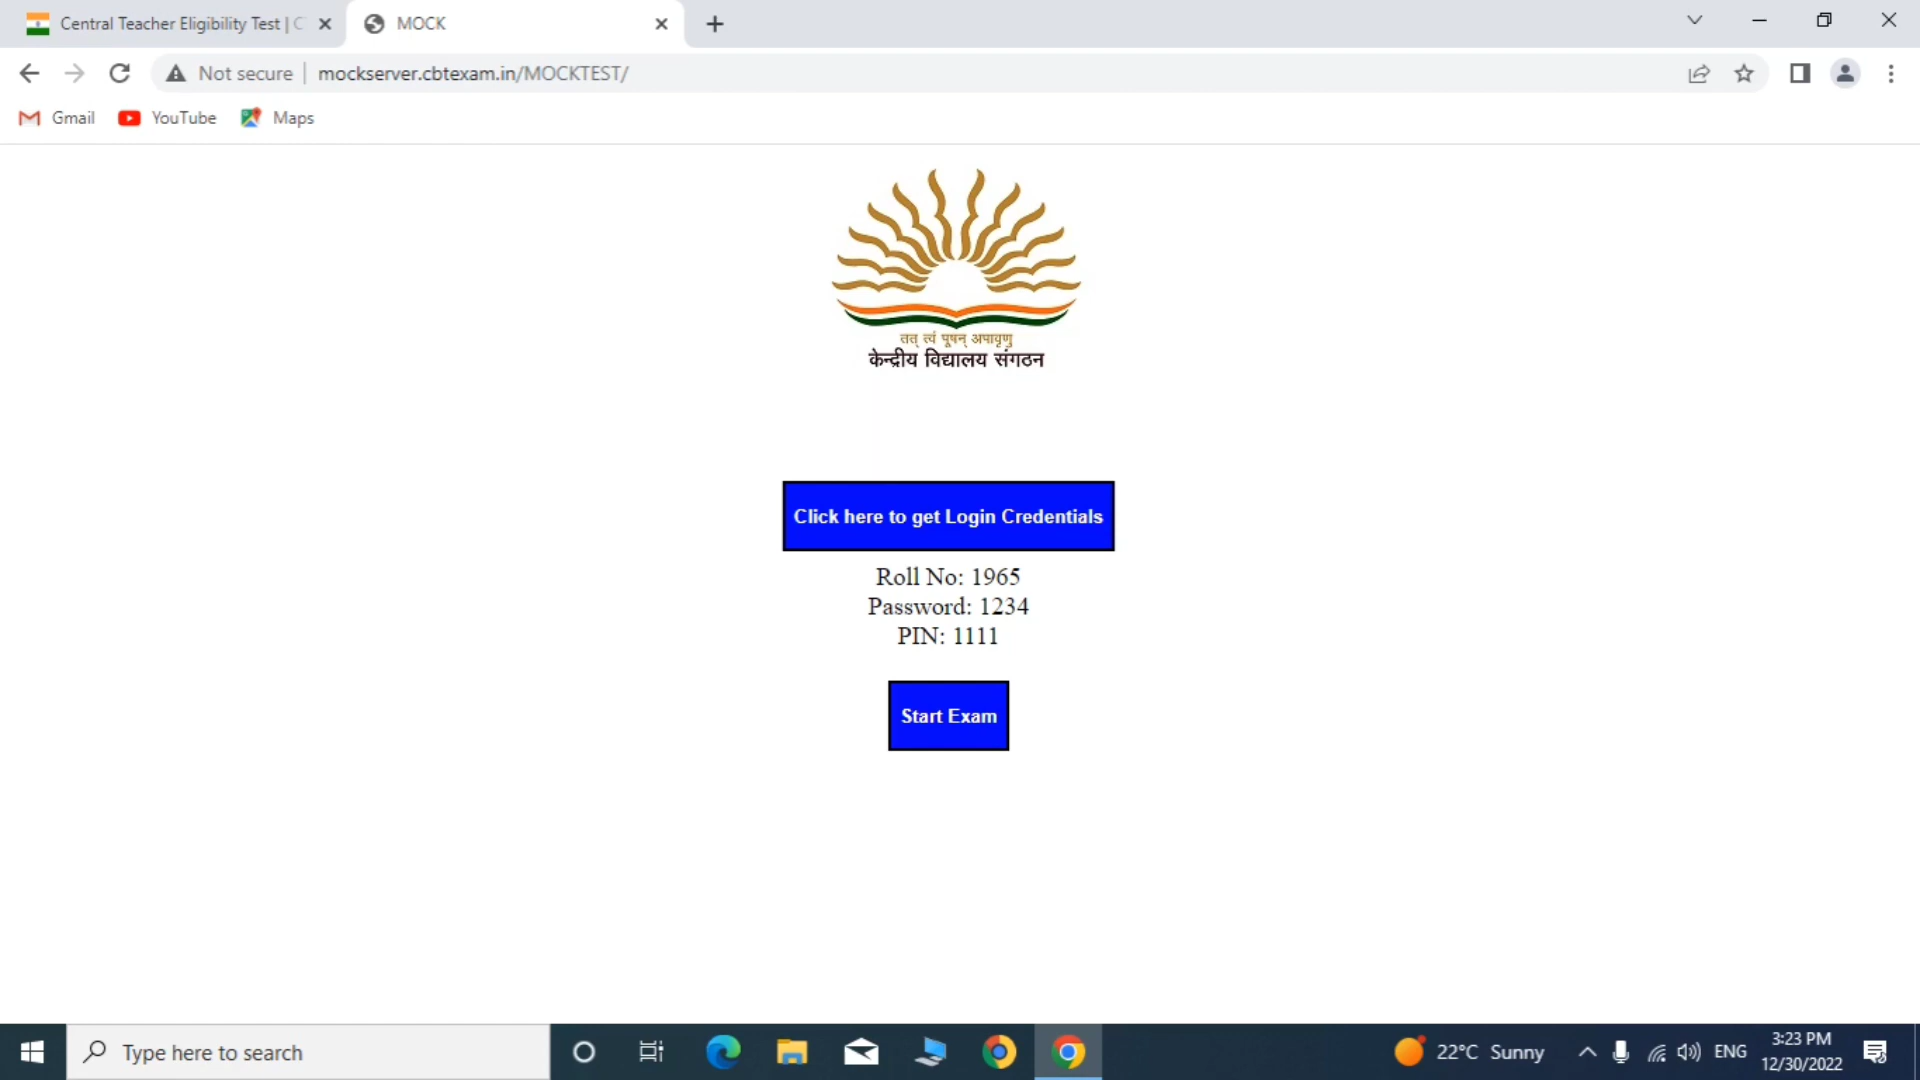 Central Teacher Eligibility Test | C
MOCK
Not secure
mockserver.cbtexam.in/MOCKTEST/
Gmail
YouTube
Maps
तत् त्वं पूषन् अपावृणु
केन्द्रीय विद्यालय संगठन
Click here to get Login Credentials
Roll No: 1965
Password: 1234
PIN: 1111
Start Exam
Type here to search
22°C Sunny
ENG
3:23 PM
12/30/2022